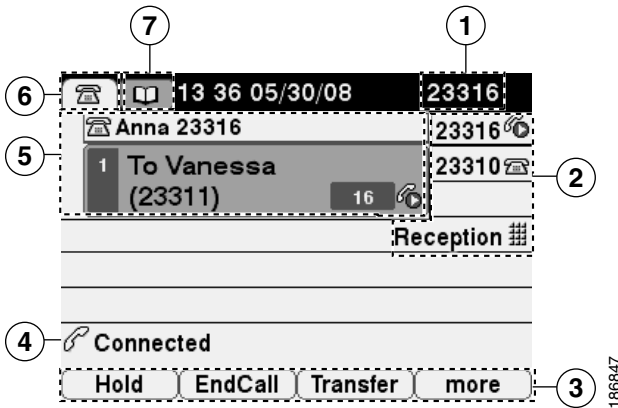 7
1
6
13 36 05/30/08
23316
Anna 23316
23316
5
1
To Vanessa
23310
2
(23311)
16
Reception
4
Connected
Hold
EndCall
Transfer
more
3
186847